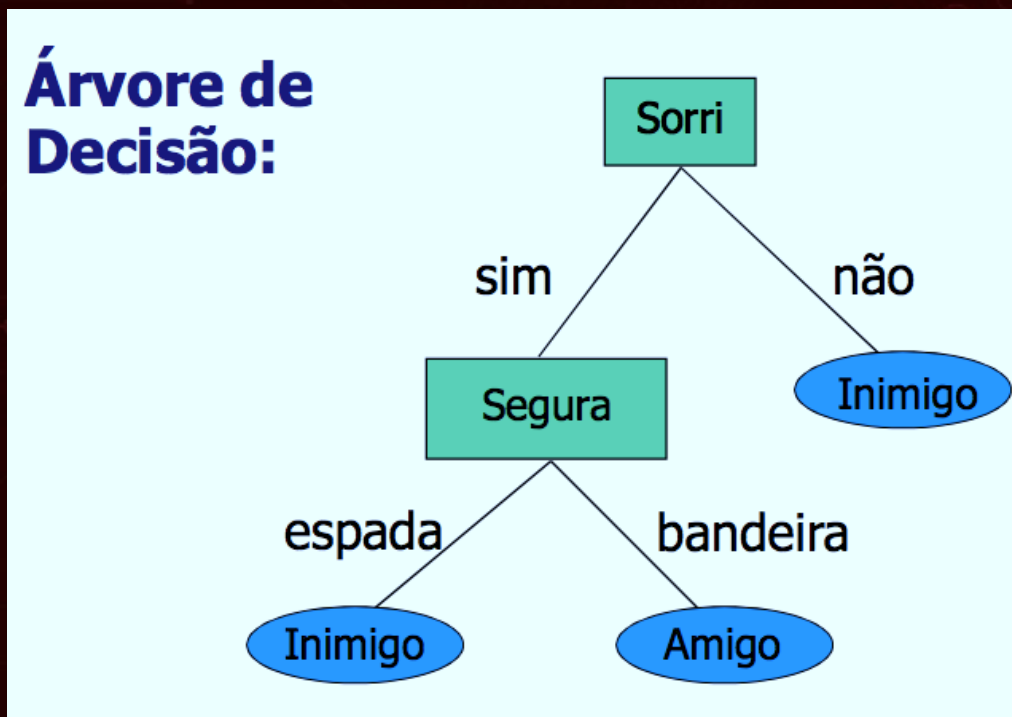 Árvore de
Decisão:
Sorri
sim
não
Segura
Inimigo
espada
bandeira
Inimigo
Amigo